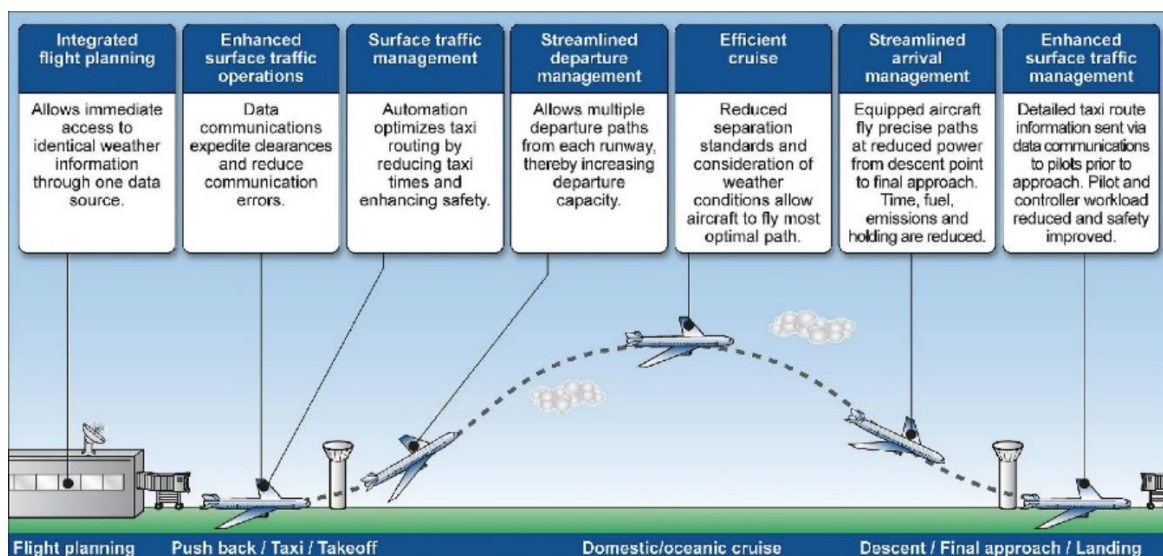 Integrated
flight planning
Allows immediate
access to
identical weather
information
through one data
source.
Enhanced
surface traffic
operations
Data
communications
expedite clearances
and reduce
communication
errors.
Surface traffic
management
Automation
optimizes taxi
routing by
reducing taxi
times and
enhancing safety.
Streamlined
departure
management
Allows multiple
departure paths
from each runway,
thereby increasing
departure
capacity.
Efficient
cruise
Reduced
separation
standards and
consideration of
weather
conditions allow
aircraft to fly most
optimal path.
Streamlined
arrival
management
Equipped aircraft
fly precise paths
at reduced power
from descent point
to final approach.
Time, fuel,
emissions and
holding are reduced.
Enhanced
surface traffic
management
Detailed taxi route
information sent via
data communications
to pilots prior to
approach. Pilot and
controller workload
reduced and safety
improved.
Flight planning
Push back / Taxi / Takeoff
Domestic/oceanic cruise
Descent / Final approach / Landing